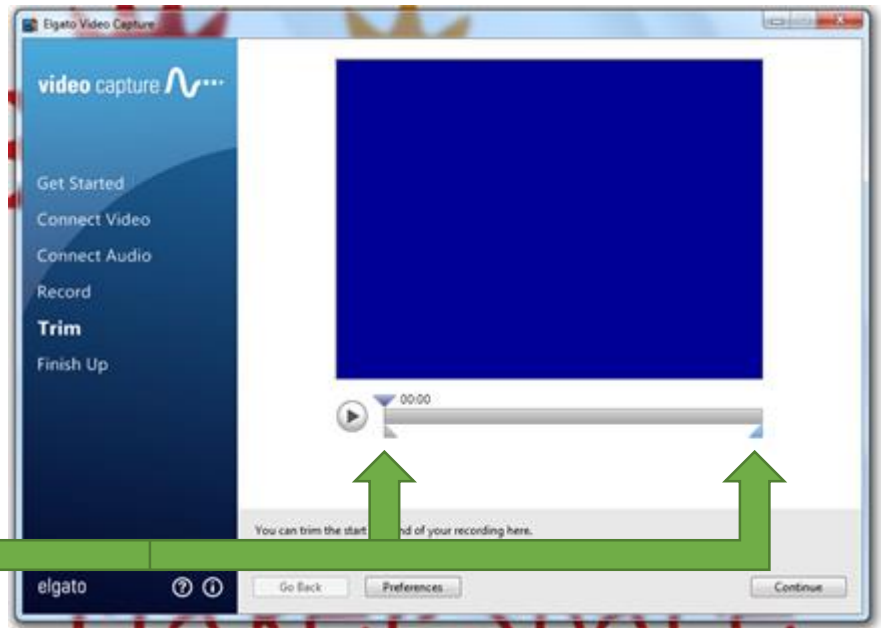 Elgato Video Capture
video capture
Get Started
Connect Video
Connect Audio
Record
Trim
Finish Up
00:00
You can trim the start nd of your recording here.
elgato
Go Back
Preferences
Continue